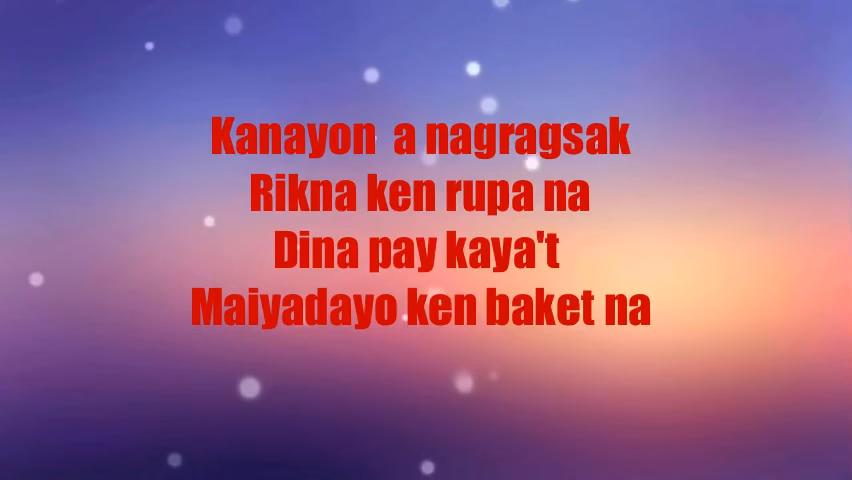 Kanayon a nagragsak
Rikna ken rupa na
Dina pay kaya't
Maiyadayo ken baket na